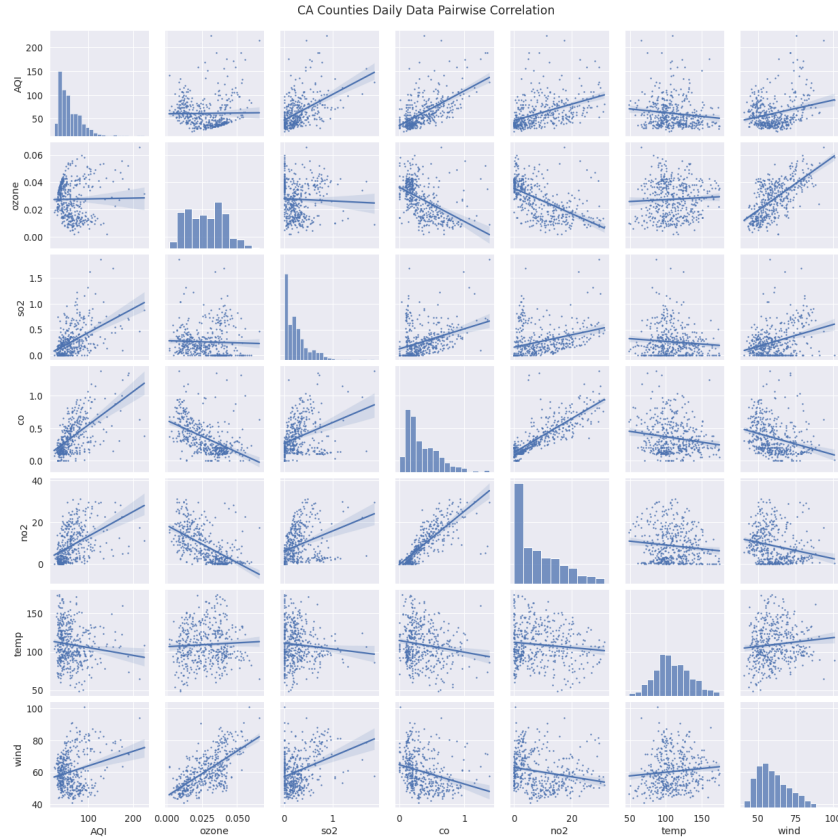 CA Counties Daily Data Pairwise Correlation
200
150
100
50
AQI
0.06
0.04
0.02
0.00
ozone
1.5
1.0
0.5
0.0
so2
1.0
0.5
0.0
co
40
20
0
no2
150
100
50
temp
100
80
60
40
wind
100 200 0.000 0.025 0.050 0 1 0 1 0 20 50 100 150 50 75 100
AQI ozone so2 co no2 temp wind